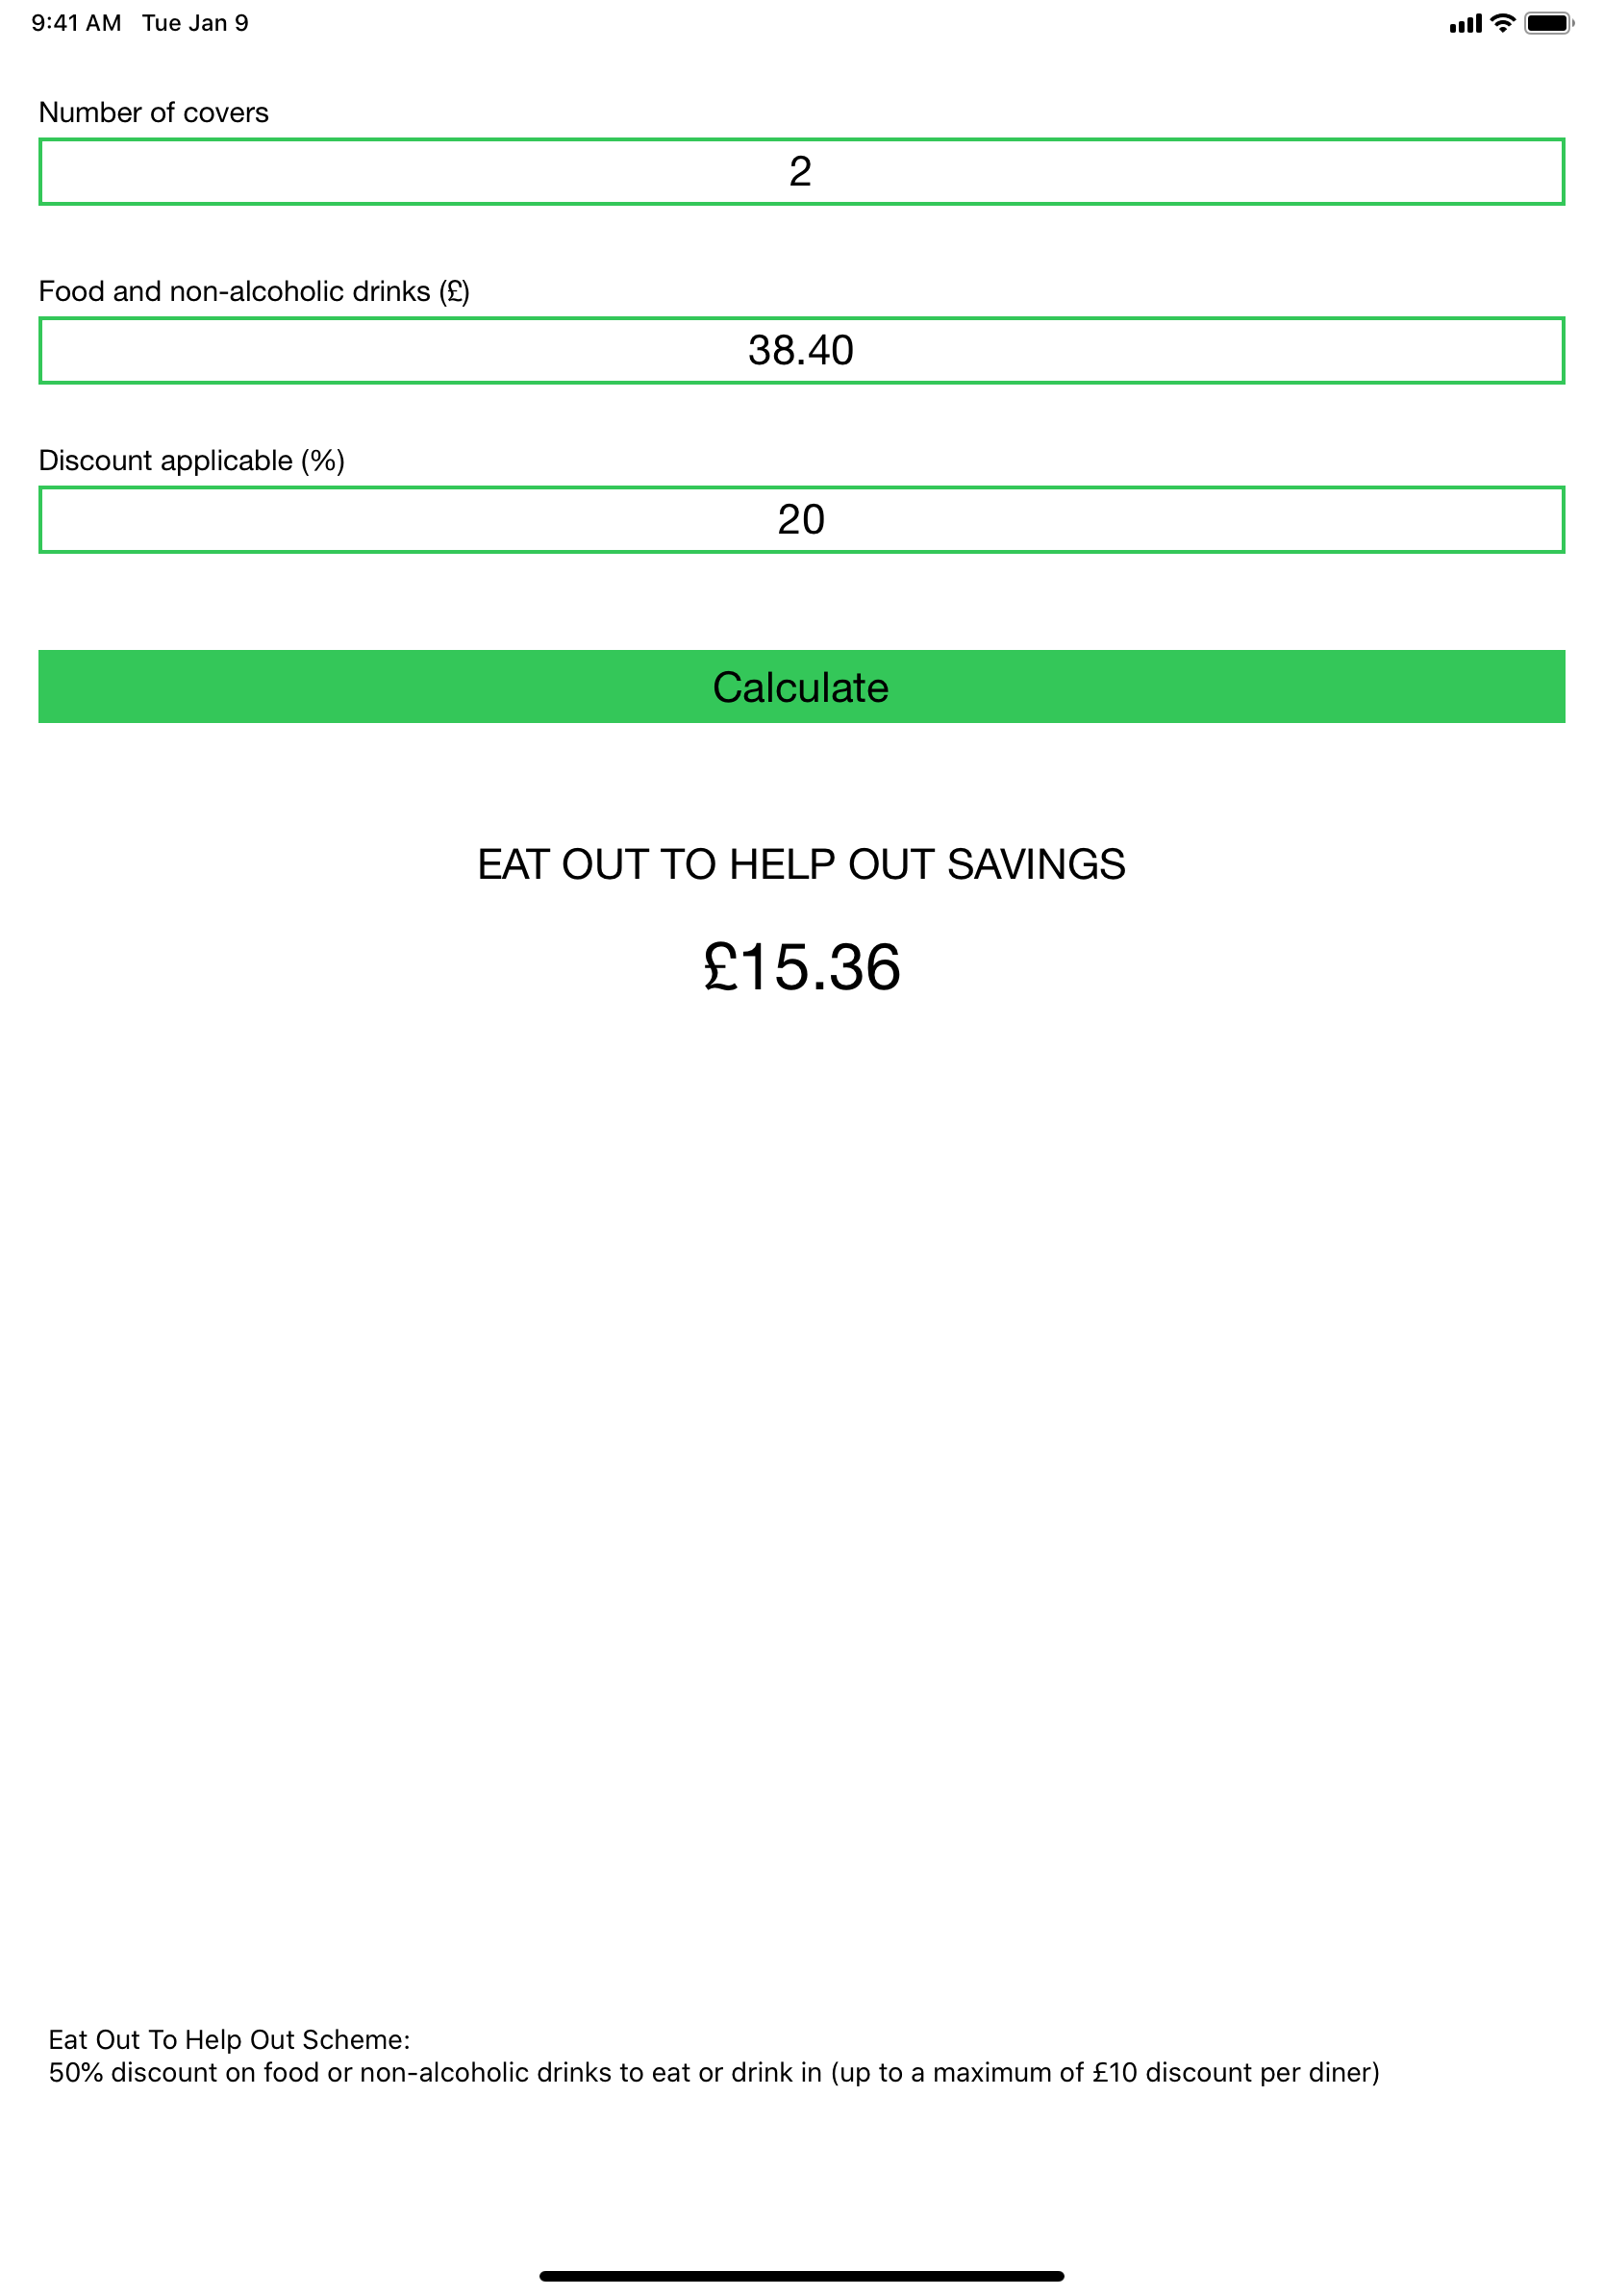 9:41 AM Tue Jan 9
Number of covers
2
Food and non-alcoholic drinks (£)
38.40
Discount applicable (%)
20
Calculate
EAT OUT TO HELP OUT SAVINGS
£15.36
Eat Out To Help Out Scheme:
50% discount on food or non-alcoholic drinks to eat or drink in (up to a maximum of £10 discount per diner)